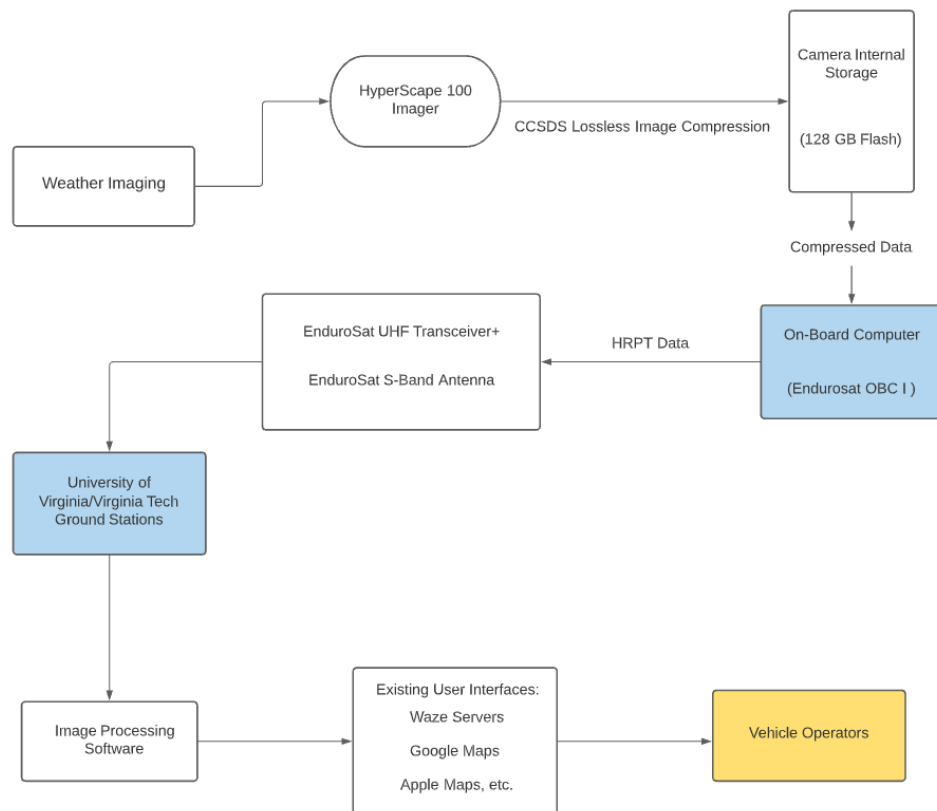 Weather Imaging
HyperScape 100
Imager
CCSDS Lossless Image Compression
Camera Internal
Storage
(128 GB Flash)
Compressed Data
On-Board Computer
(Endurosat OBC I )
HRPT Data
EnduroSat UHF Transceiver+
EnduroSat S-Band Antenna
University of
Virginia/Virginia Tech
Ground Stations
Image Processing
Software
Existing User Interfaces:
Waze Servers
Google Maps
Apple Maps, etc.
Vehicle Operators